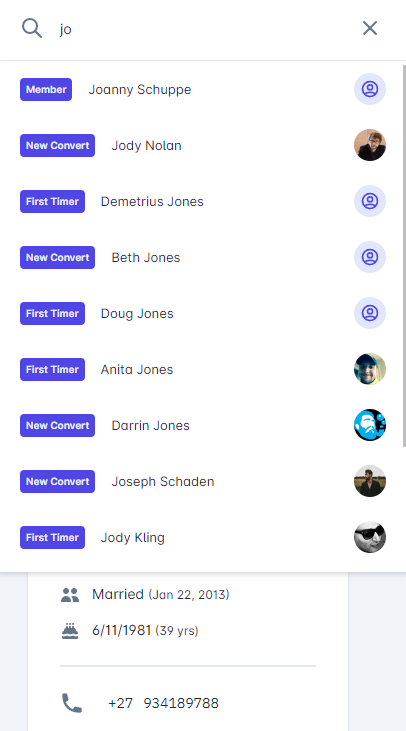 jo
Member Joanny Schuppe
New Convert Jody Nolan
First Timer Demetrius Jones
New Convert Beth Jones
First Timer Doug Jones
First Timer Anita Jones
New Convert Darrin Jones
New Convert Joseph Schaden
First Timer Jody Kling
Married (Jan 22, 2013)
6/11/1981 (39 yrs)
+27 934189788